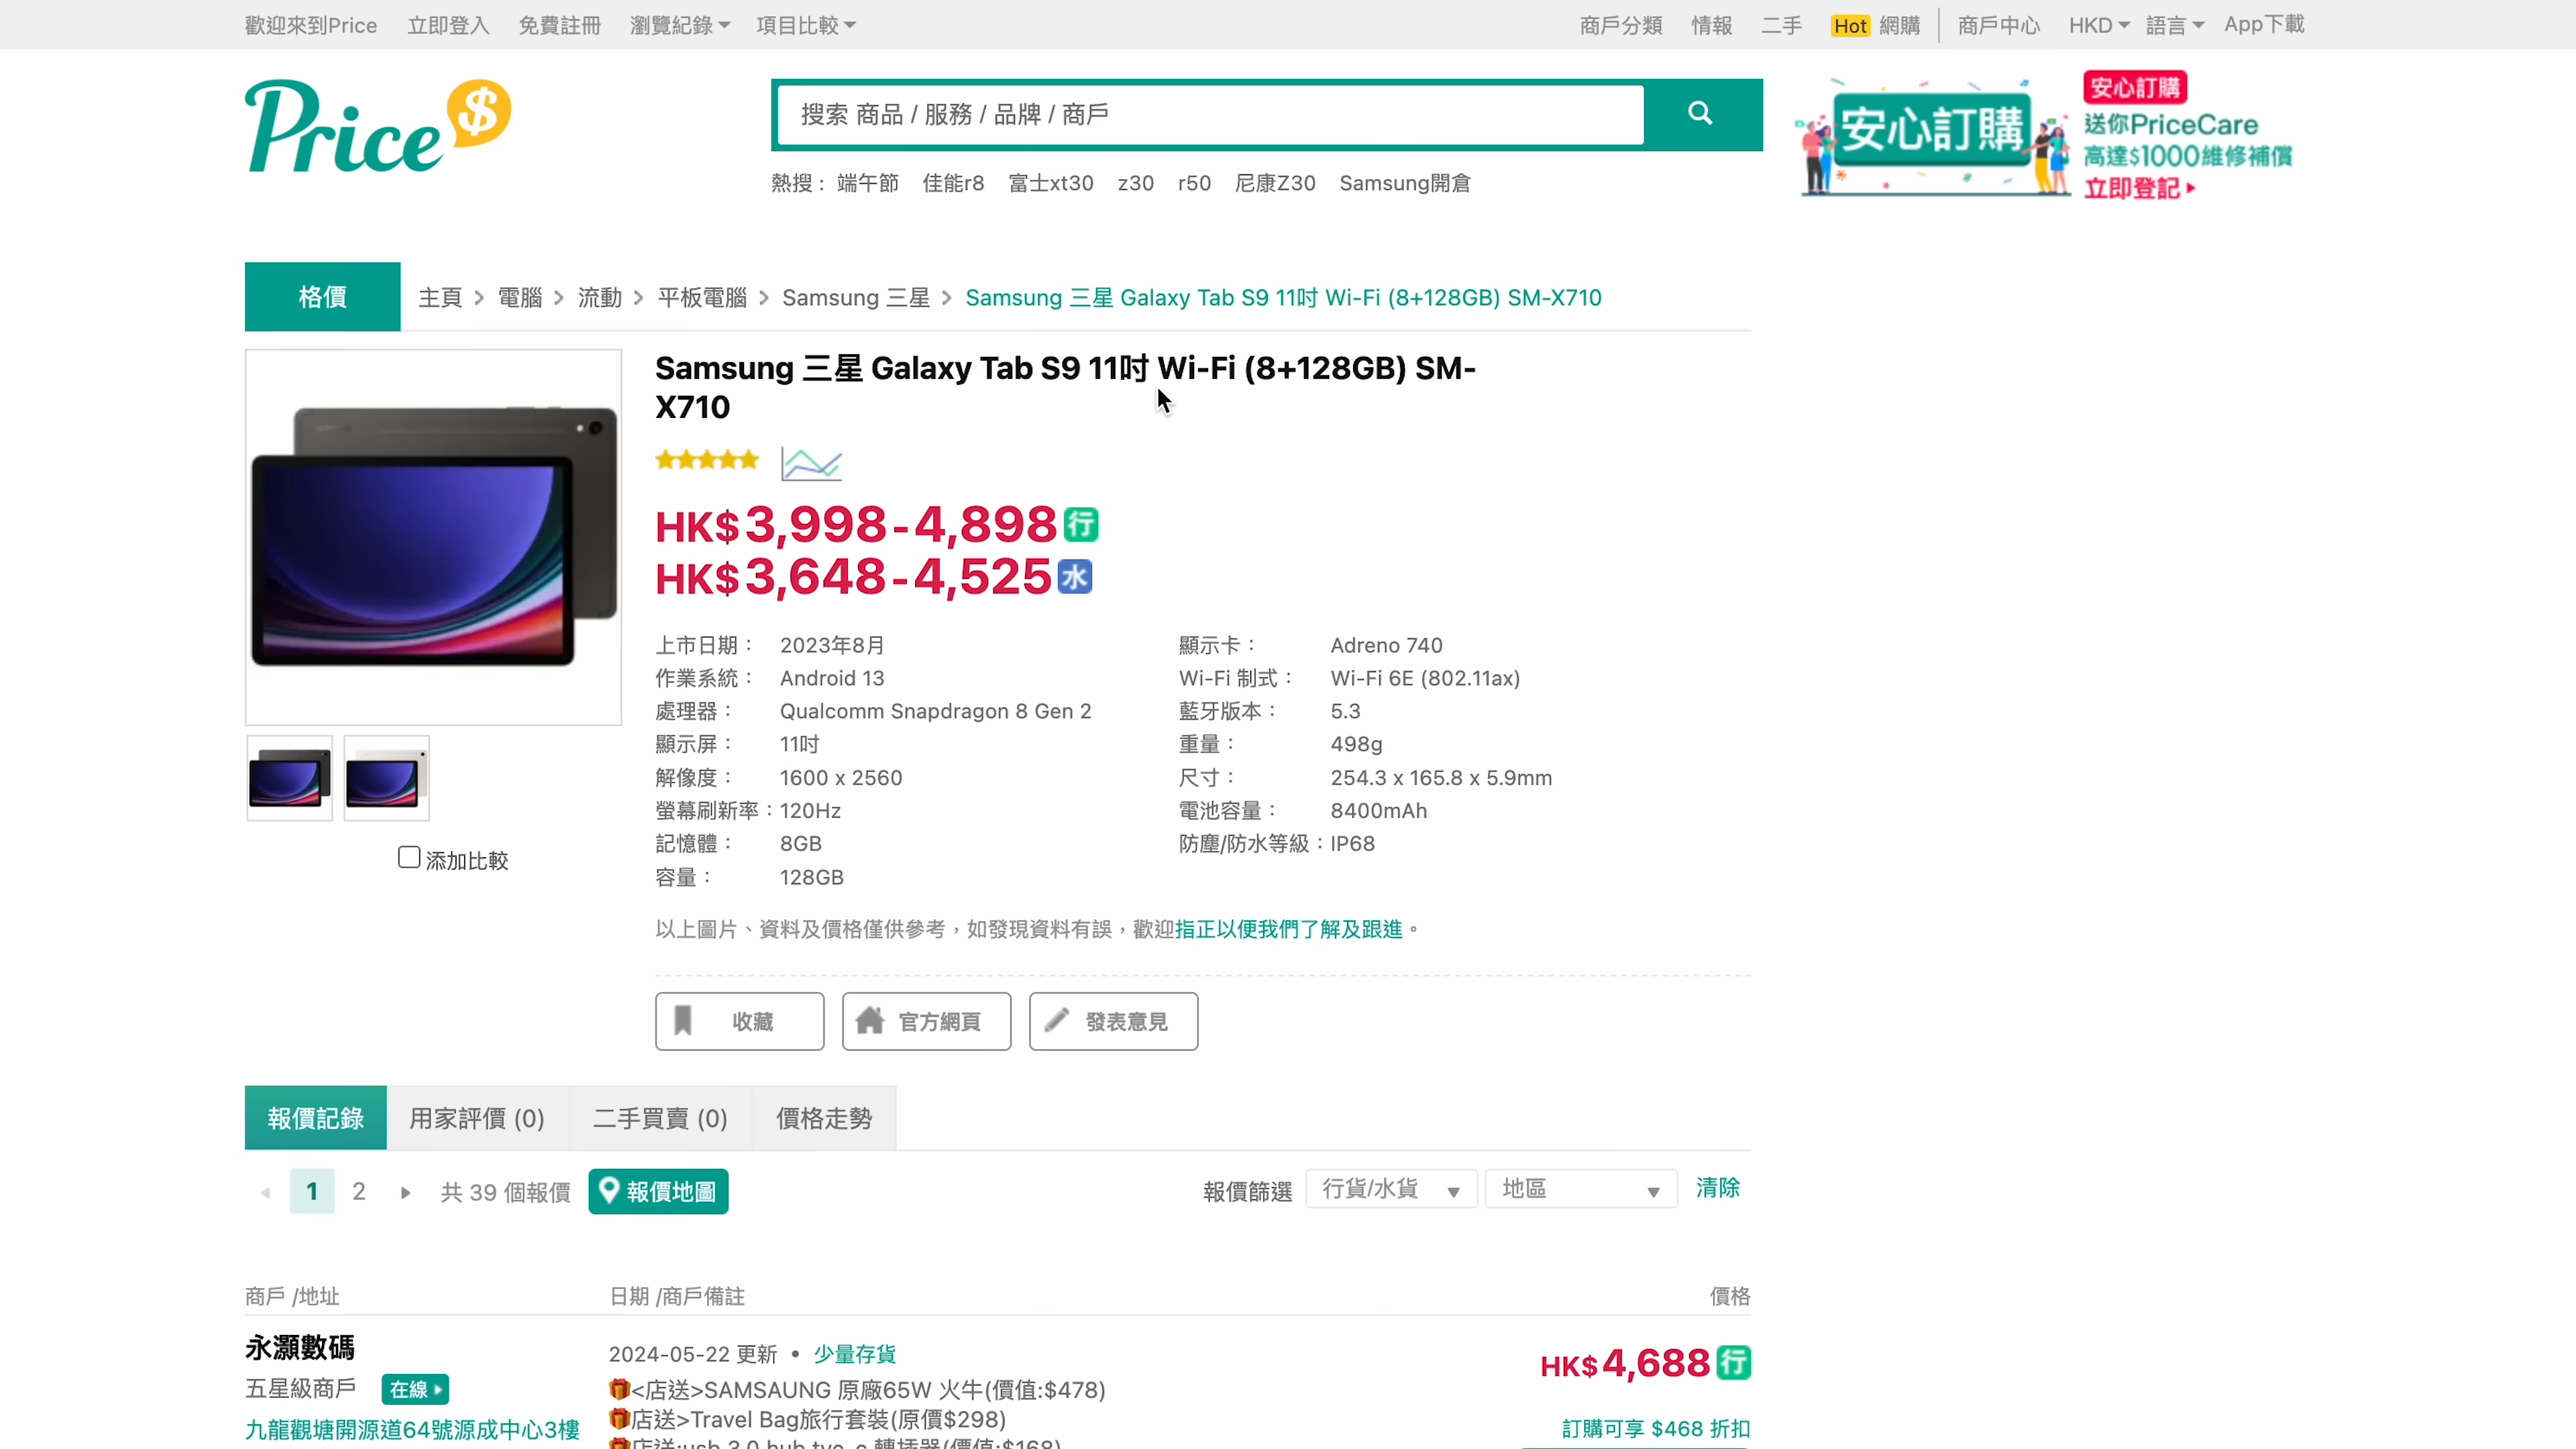 歡迎來到Price 立即登入 免費註冊 瀏覽紀錄 項目比較 商戶分類 情報 二手 Hot 網購 商戶中心 HKD 語言 App下載
Price $
搜索 商品 / 服務 / 品牌 / 商戶
熱搜： 端午節 佳能r8 富士xt30 z30 r50 尼康Z30 Samsung開倉
安心訂購
安心訂購
送你PriceCare
高達$1000維修補償
立即登記
格價 主頁 電腦 流動 平板電腦 Samsung 三星 Samsung 三星 Galaxy Tab S9 11吋 Wi-Fi (8+128GB) SM-X710
Samsung 三星 Galaxy Tab S9 11吋 Wi-Fi (8+128GB) SM-
X710
HK$3,998-4,898 行
HK$3,648-4,525 水
上市日期： 2023年8月 顯示卡： Adreno 740
作業系統： Android 13 Wi-Fi 制式： Wi-Fi 6E (802.11ax)
處理器： Qualcomm Snapdragon 8 Gen 2 藍牙版本： 5.3
顯示屏： 11吋 重量： 498g
解像度： 1600 x 2560 尺寸： 254.3 x 165.8 x 5.9mm
螢幕刷新率： 120Hz 電池容量： 8400mAh
記憶體： 8GB 防塵/防水等級： IP68
容量： 128GB
添加比較
以上圖片、資料及價格僅供參考，如發現資料有誤，歡迎指正以便我們了解及跟進。
收藏 官方網頁 發表意見
報價記錄 用家評價 (0) 二手買賣 (0) 價格走勢
1 2 共 39 個報價 報價地圖 報價篩選 行貨/水貨 地區 清除
商戶 /地址 日期 /商戶備註 價格
永灝數碼
五星級商戶 在線
九龍觀塘開源道64號源成中心3樓
2024-05-22 更新 • 少量存貨
<店送>SAMSAUNG 原廠65W 火牛(價值:$478)
店送>Travel Bag旅行套裝(原價$298)
店送:usb 3.0 hub tye-c 轉插器(價值:$168)
HK$4,688 行
訂購可享 $468 折扣